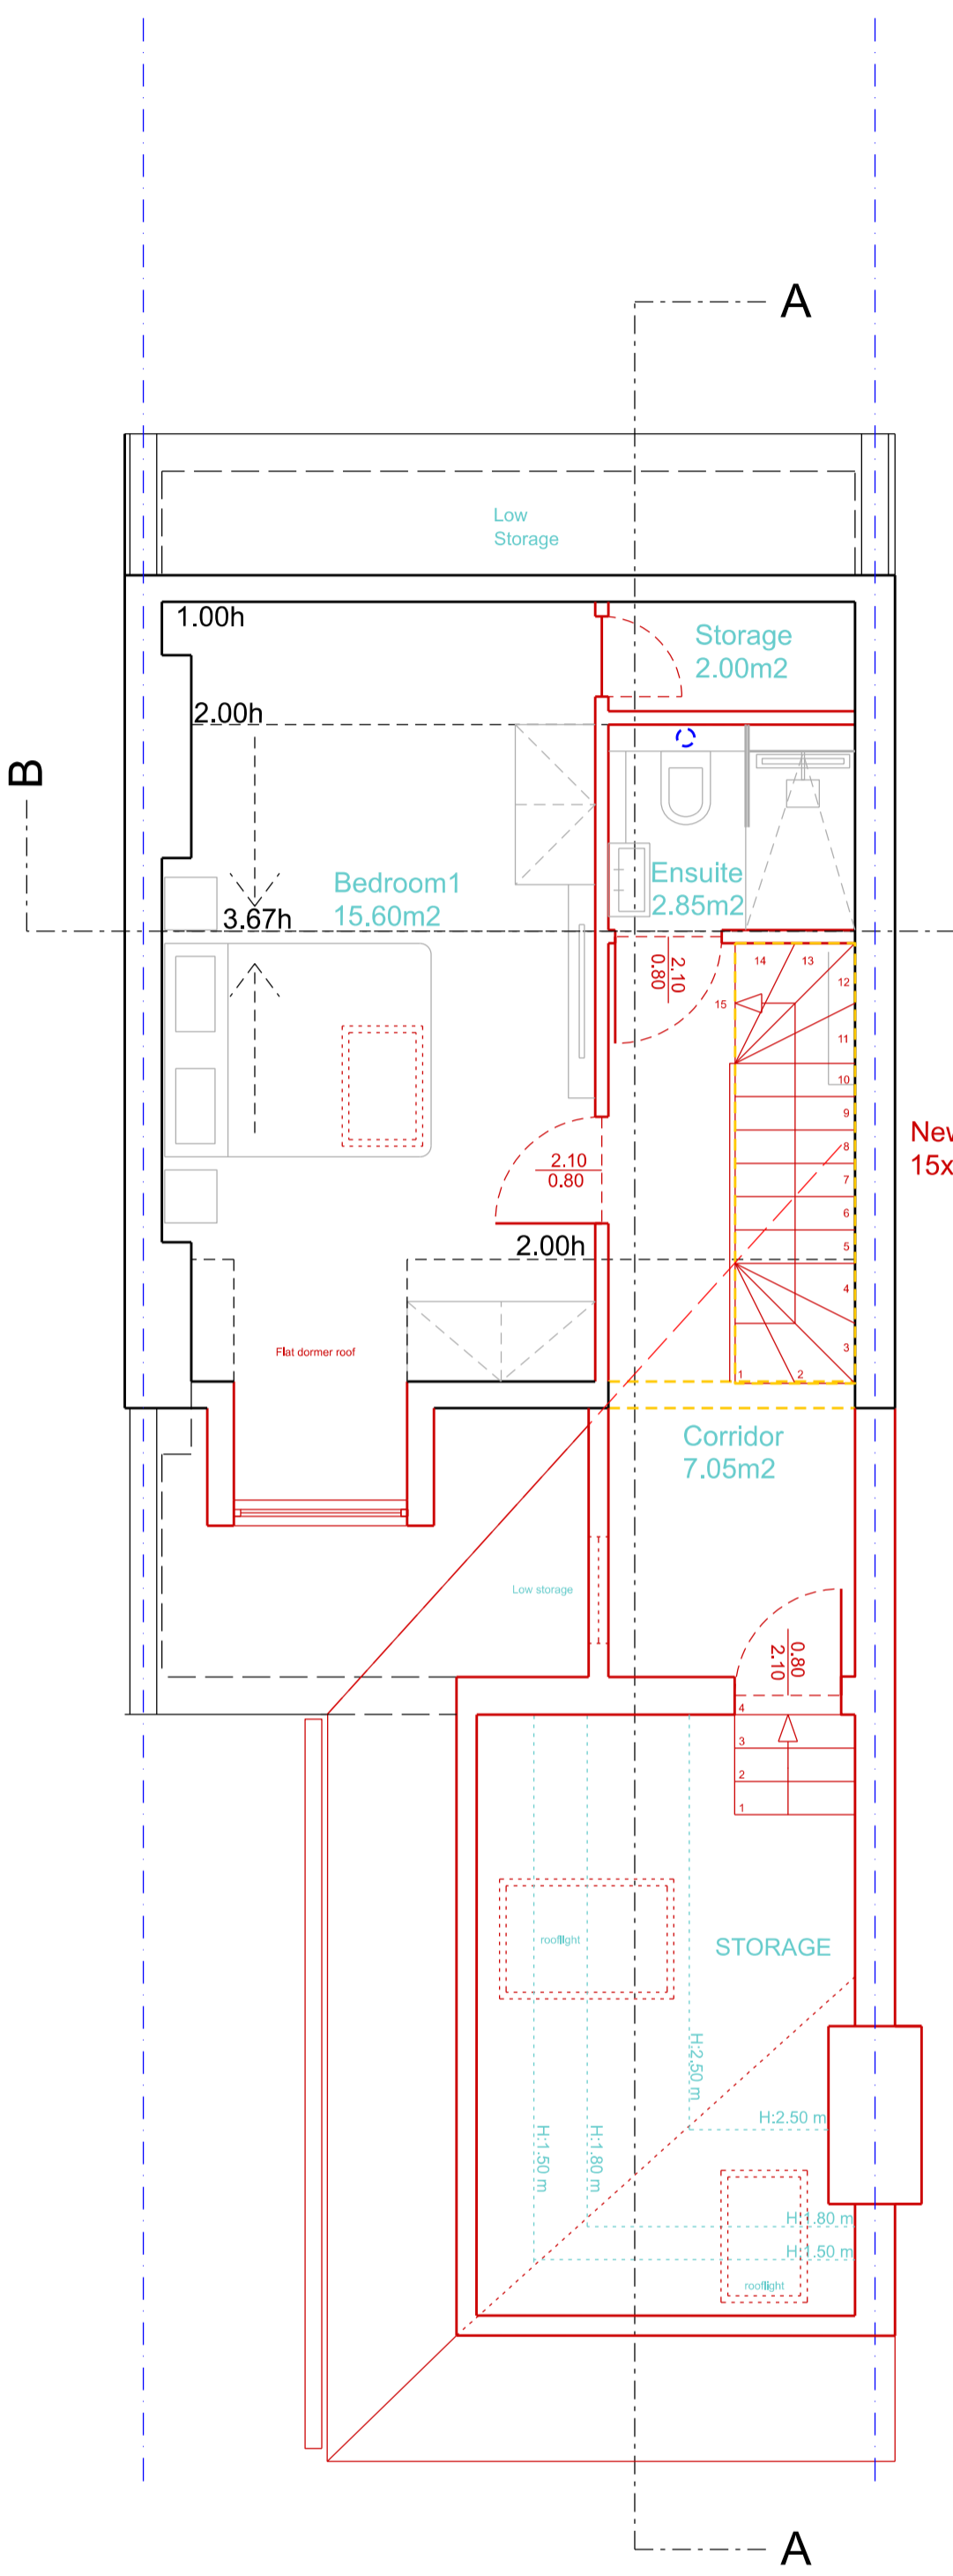 A
Low
Storage
1.00h
Storage
2.00m2
2.00h
B
Bedroom1
15.60m2
Ensuite
2.85m2
3.67h
2.10
0.80
14
13
12
15
11
10
9
8
7
6
5
4
3
2
1
New
15x
2.10
0.80
2.00h
Flat dormer roof
Corridor
7.05m2
Low storage
0.80
2.10
4
3
2
1
rooflight
STORAGE
H:2.50 m
H:2.50 m
H:1.50 m
H:1.80 m
H:1.80 m
H:1.50 m
rooflight
A